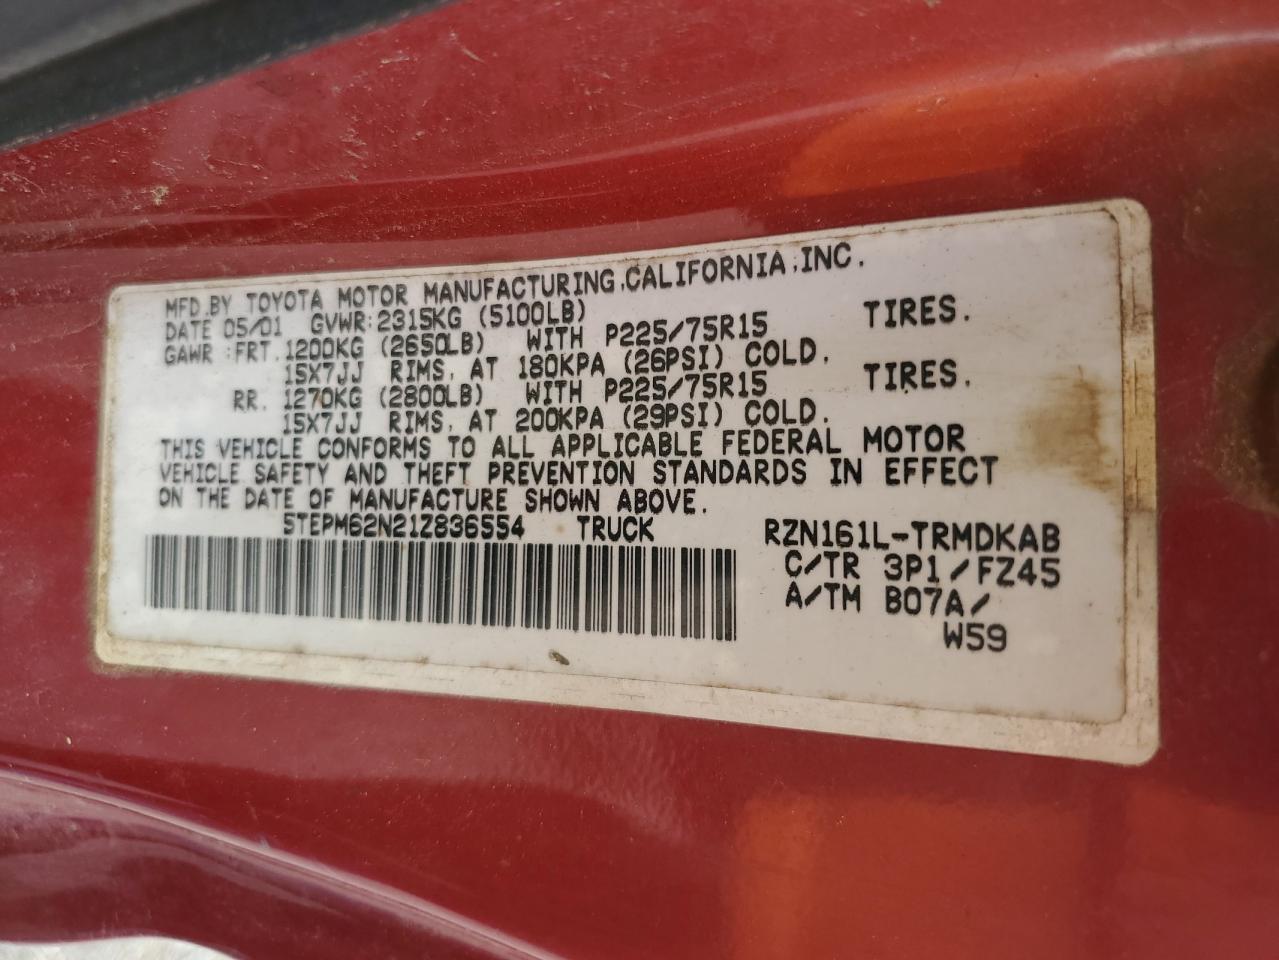 MFD.BY TOYOTA MOTOR MANUFACTURING,CALIFORNIA,INC.
DATE 05/01 GVWR:2315KG (5100LB)
GAWR :FRT. 1200KG (2650LB) WITH P225/75R15 TIRES.
15X7JJ RIMS, AT 180KPA (26PSI) COLD.
RR. 1270KG (2800LB) WITH P225/75R15 TIRES.
15X7JJ RIMS, AT 200KPA (29PSI) COLD.
THIS VEHICLE CONFORMS TO ALL APPLICABLE FEDERAL MOTOR
VEHICLE SAFETY AND THEFT PREVENTION STANDARDS IN EFFECT
ON THE DATE OF MANUFACTURE SHOWN ABOVE.
5TEPM62N21Z836554 TRUCK RZN161L-TRMDKAB
C/TR 3P1/FZ45
A/TM B07A/
W59